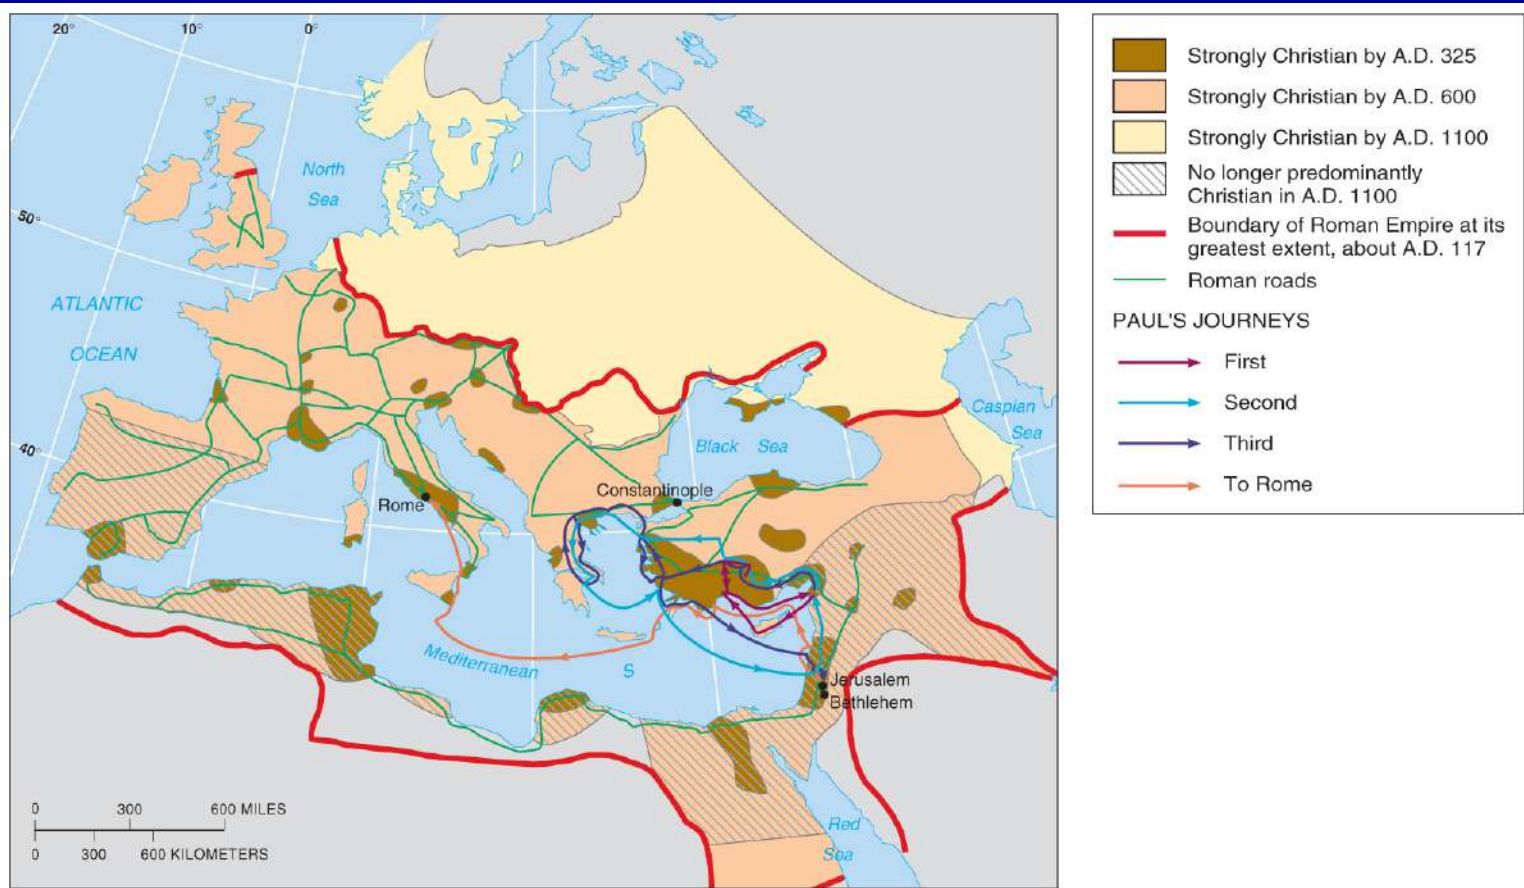 20°
10°
0°
50°
40°
North
Sea
ATLANTIC
OCEAN
Caspian
Sea
Black Sea
Constantinople
Rome
Mediterranean
S
Jerusalem
Bethlehem
Red
Sea
0 300 600 MILES
0 300 600 KILOMETERS
Strongly Christian by A.D. 325
Strongly Christian by A.D. 600
Strongly Christian by A.D. 1100
No longer predominantly
Christian in A.D. 1100
Boundary of Roman Empire at its
greatest extent, about A.D. 117
Roman roads
PAUL'S JOURNEYS
First
Second
Third
To Rome